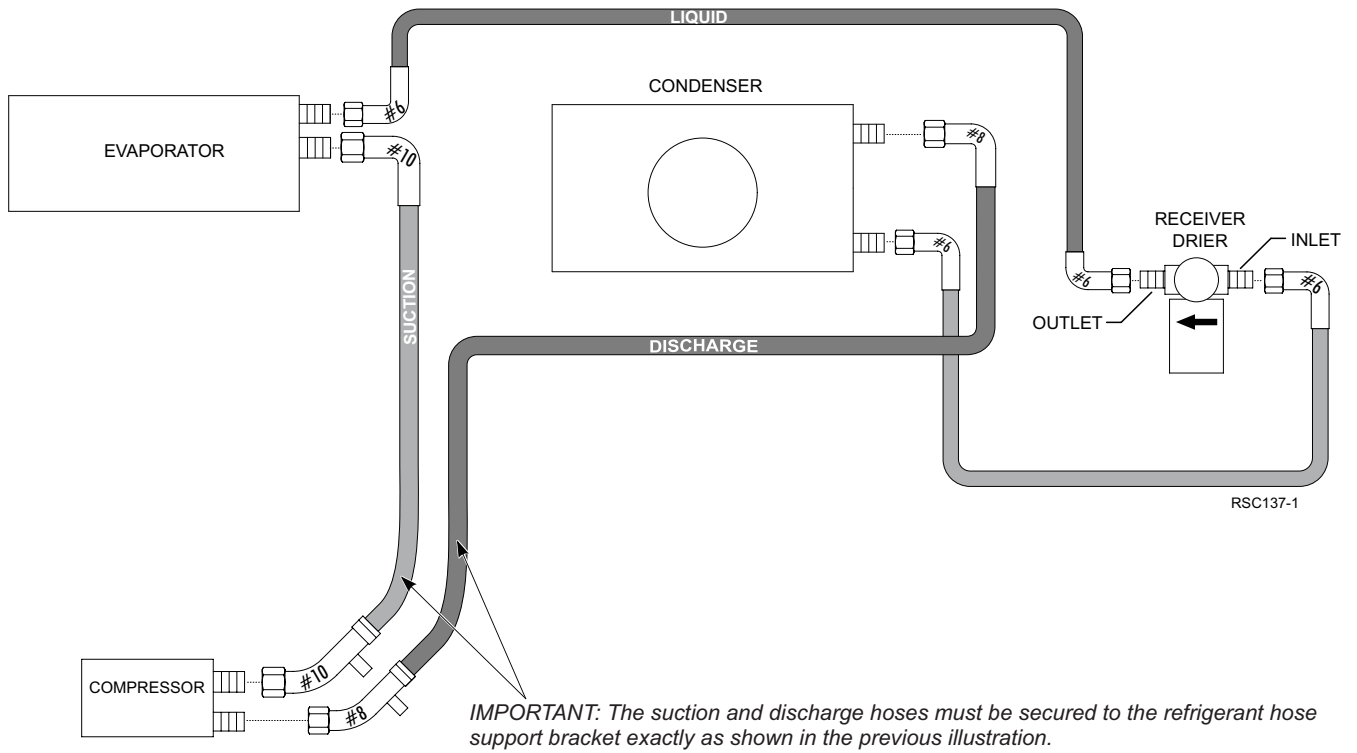 LIQUID
CONDENSER
#6
#10
#8
EVAPORATOR
RECEIVER
DRIER
INLET
#6
#6
#6
OUTLET
SUCTION
DISCHARGE
RSC137-1
COMPRESSOR
#10
#8
IMPORTANT: The suction and discharge hoses must be secured to the refrigerant hose
support bracket exactly as shown in the previous illustration.